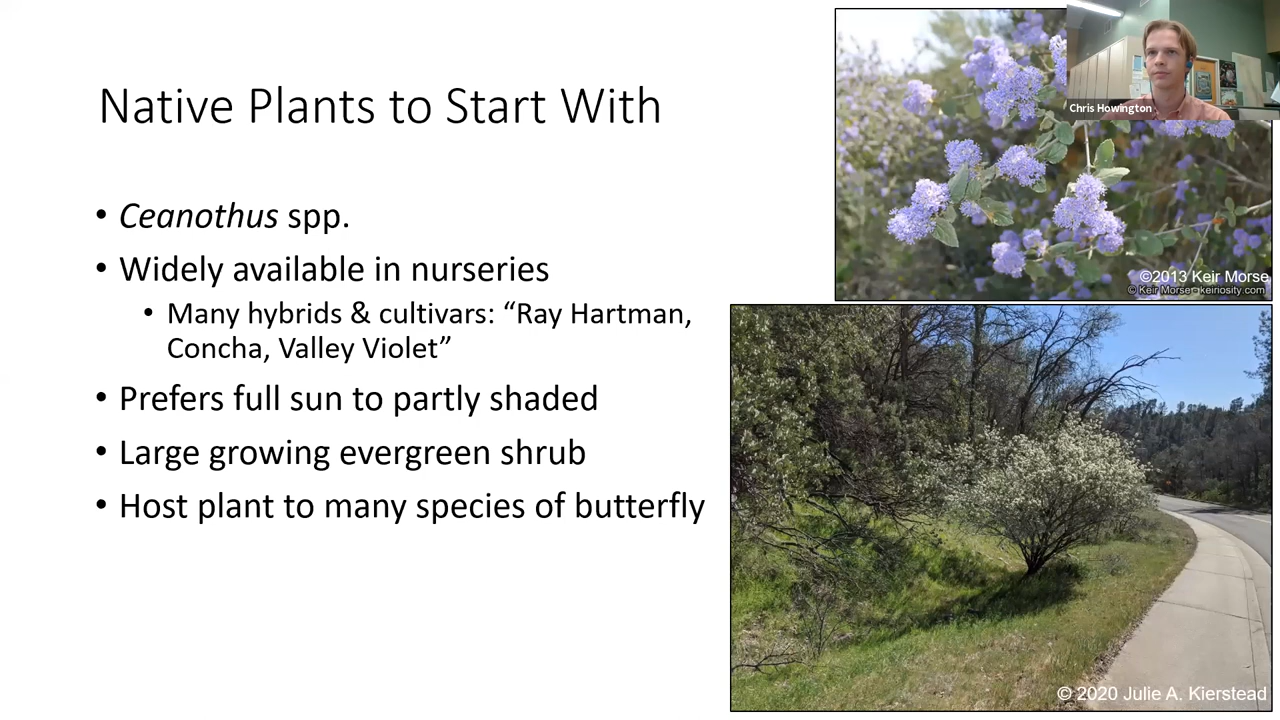 Native Plants to Start With
• Ceanothus spp.
• Widely available in nurseries
• Many hybrids & cultivars: “Ray Hartman,
Concha, Valley Violet”
• Prefers full sun to partly shaded
• Large growing evergreen shrub
• Host plant to many species of butterfly
Chris Howington
©2013 Keir Morse
© Keir Morse-keiriosity.com
© 2020 Julie A. Kierstead